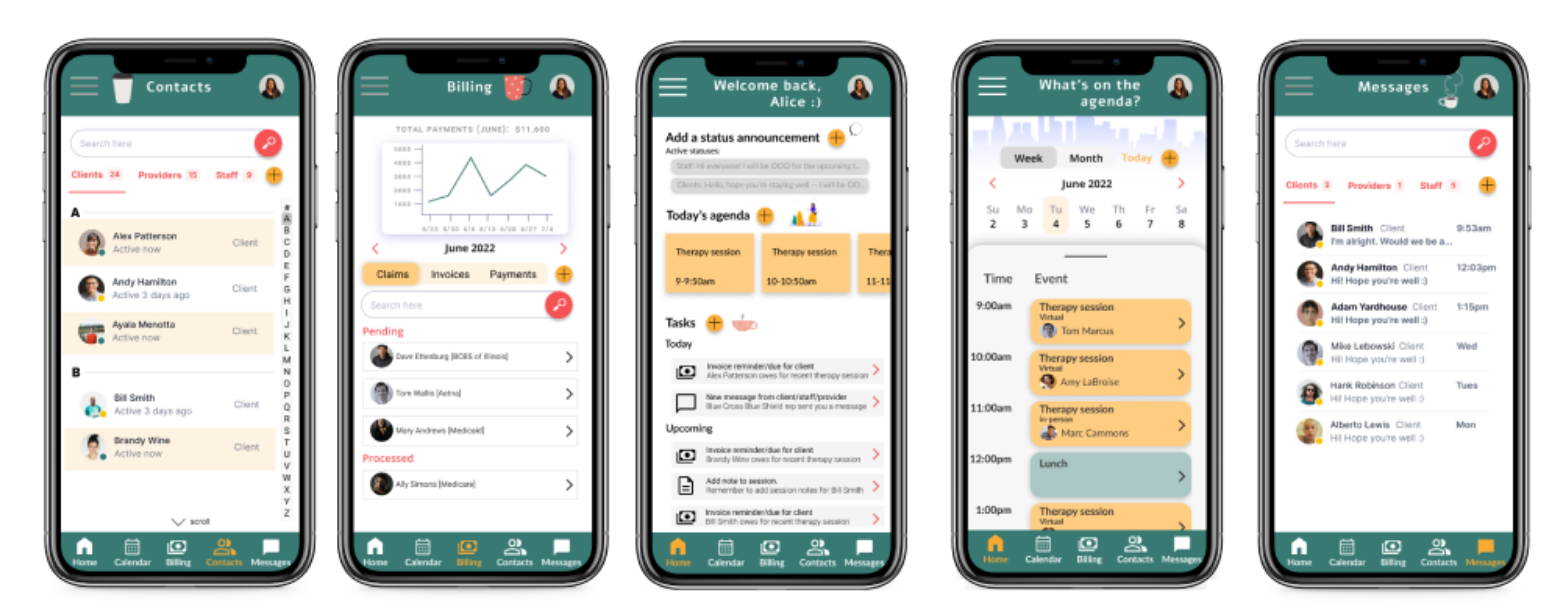 Contacts
Search here
Clients 24 Providers 15 Staff 9
A
Alex Patterson
Active now
Client
Andy Hamilton
Active 3 days ago
Client
Ayala Menotta
Active now
Client
B
Bill Smith
Active 3 days ago
Client
Brandy Wine
Active now
Client
#
A
B
C
D
E
F
G
H
I
J
K
L
M
N
O
P
Q
R
S
T
U
V
W
X
Y
Z
scroll
Home Calendar Billing Contacts Messages
Billing
TOTAL PAYMENTS (JUNE): $11,600
5000
4000
3000
2000
1000
5/23 5/30 6/6 6/13 6/20 6/27 7/4
June 2022
Claims Invoices Payments
Search here
Pending
Dave Ettenburg [BCBS of Illinois]
Tom Wallis [Aetna]
Mary Andrews [Medicaid]
Processed
Ally Simons [Medicare]
Home Calendar Billing Contacts Messages
Welcome back,
Alice :)
Add a status announcement
Active statuses:
Staff: Hi everyone! I will be OOO for the upcoming t...
Clients: Hello, hope you're staying well -- I will be OO...
Today's agenda
Therapy session
9-9:50am
Therapy session
10-10:50am
Thera
11-11
Tasks
Today
Invoice reminder/due for client
Alex Patterson owes for recent therapy session
New message from client/staff/provider
Blue Cross Blue Shield rep sent you a message
Upcoming
Invoice reminder/due for client
Brandy Wine owes for recent therapy session
Add note to session.
Remember to add session notes for Bill Smith
Invoice reminder/due for client
Bill Smith owes for recent therapy session
Home Calendar Billing Contacts Messages
What's on the
agenda?
Week Month Today
June 2022
Su Mo Tu We Th Fr Sa
2 3 4 5 6 7 8
Time Event
9:00am
Therapy session
Virtual
Tom Marcus
10:00am
Therapy session
Virtual
Amy LaBroise
11:00am
Therapy session
in-person
Marc Cammons
12:00pm
Lunch
1:00pm
Therapy session
Virtual
Home Calendar Billing Contacts Messages
Messages
Search here
Clients 3 Providers 1 Staff 5
Bill Smith Client 9:53am
I'm alright. Would we be a...
Andy Hamilton Client 12:03pm
Hi! Hope you're well :)
Adam Yardhouse Client 1:15pm
Hi! Hope you're well :)
Mike Lebowski Client Wed
Hi! Hope you're well :)
Hank Robinson Client Tues
Hi! Hope you're well :)
Alberto Lewis Client Mon
Hi! Hope you're well :)
Home Calendar Billing Contacts Messages